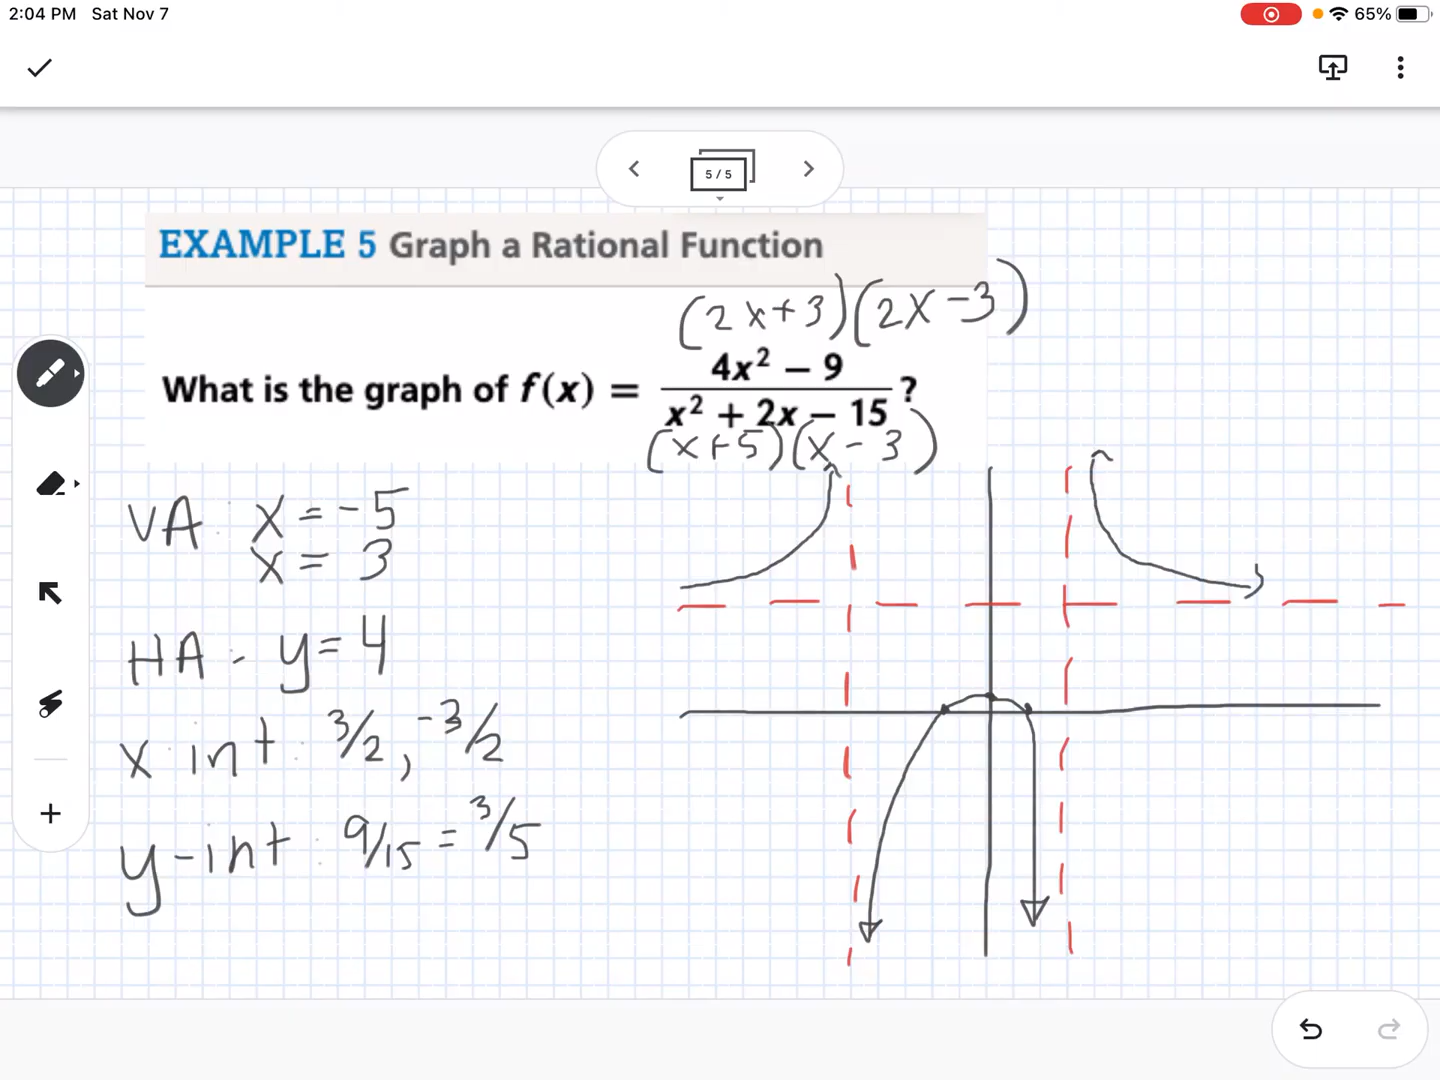 2:04 PM Sat Nov 7
65%
5 / 5
EXAMPLE 5 Graph a Rational Function
(2x+3)(2x-3)
What is the graph of f(x) = (4x² − 9)/(x² + 2x − 15)?
(x+5)(x-3)
VA: x = -5
x = 3
HA - y = 4
x int: 3/2, -3/2
y-int: 9/15 = 3/5